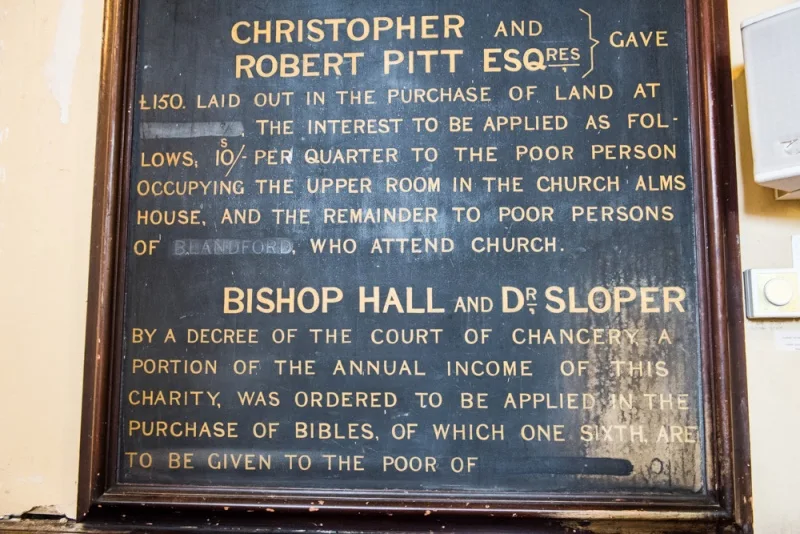 CHRISTOPHER AND
ROBERT PITT ESQRES GAVE
£150. LAID OUT IN THE PURCHASE OF LAND AT
THE INTEREST TO BE APPLIED AS FOL-
LOWS, 10S/- PER QUARTER TO THE POOR PERSON
OCCUPYING THE UPPER ROOM IN THE CHURCH ALMS
HOUSE, AND THE REMAINDER TO POOR PERSONS
OF BLANDFORD, WHO ATTEND CHURCH.
BISHOP HALL AND DR SLOPER
BY A DECREE OF THE COURT OF CHANCERY A
PORTION OF THE ANNUAL INCOME OF THIS
CHARITY, WAS ORDERED TO BE APPLIED IN THE
PURCHASE OF BIBLES, OF WHICH ONE SIXTH, ARE
TO BE GIVEN TO THE POOR OF